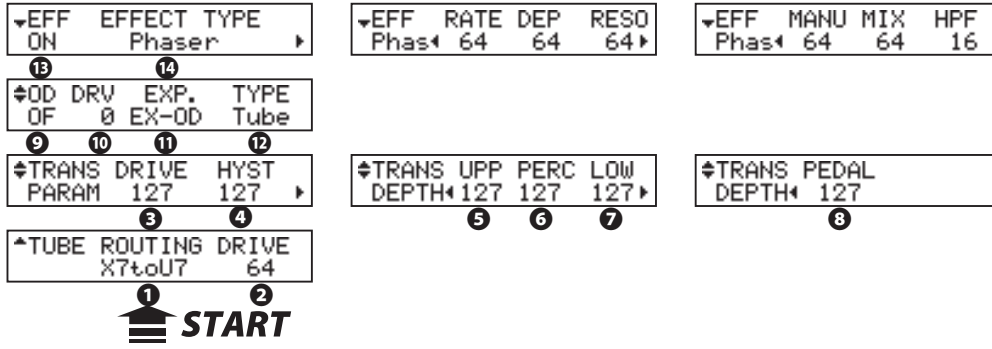 EFF EFFECT TYPE
ON Phaser
EFF RATE DEP RESO
Phas 64 64 64
EFF MANU MIX HPF
Phas 64 64 16
13 14
OD DRV EXP. TYPE
OF 0 EX-OD Tube
9 10 11 12
TRANS DRIVE HYST
PARAM 127 127
3 4
TRANS UPP PERC LOW
DEPTH 127 127 127
5 6 7
TRANS PEDAL
DEPTH 127
8
TUBE ROUTING DRIVE
X7toU7 64
1 2
START